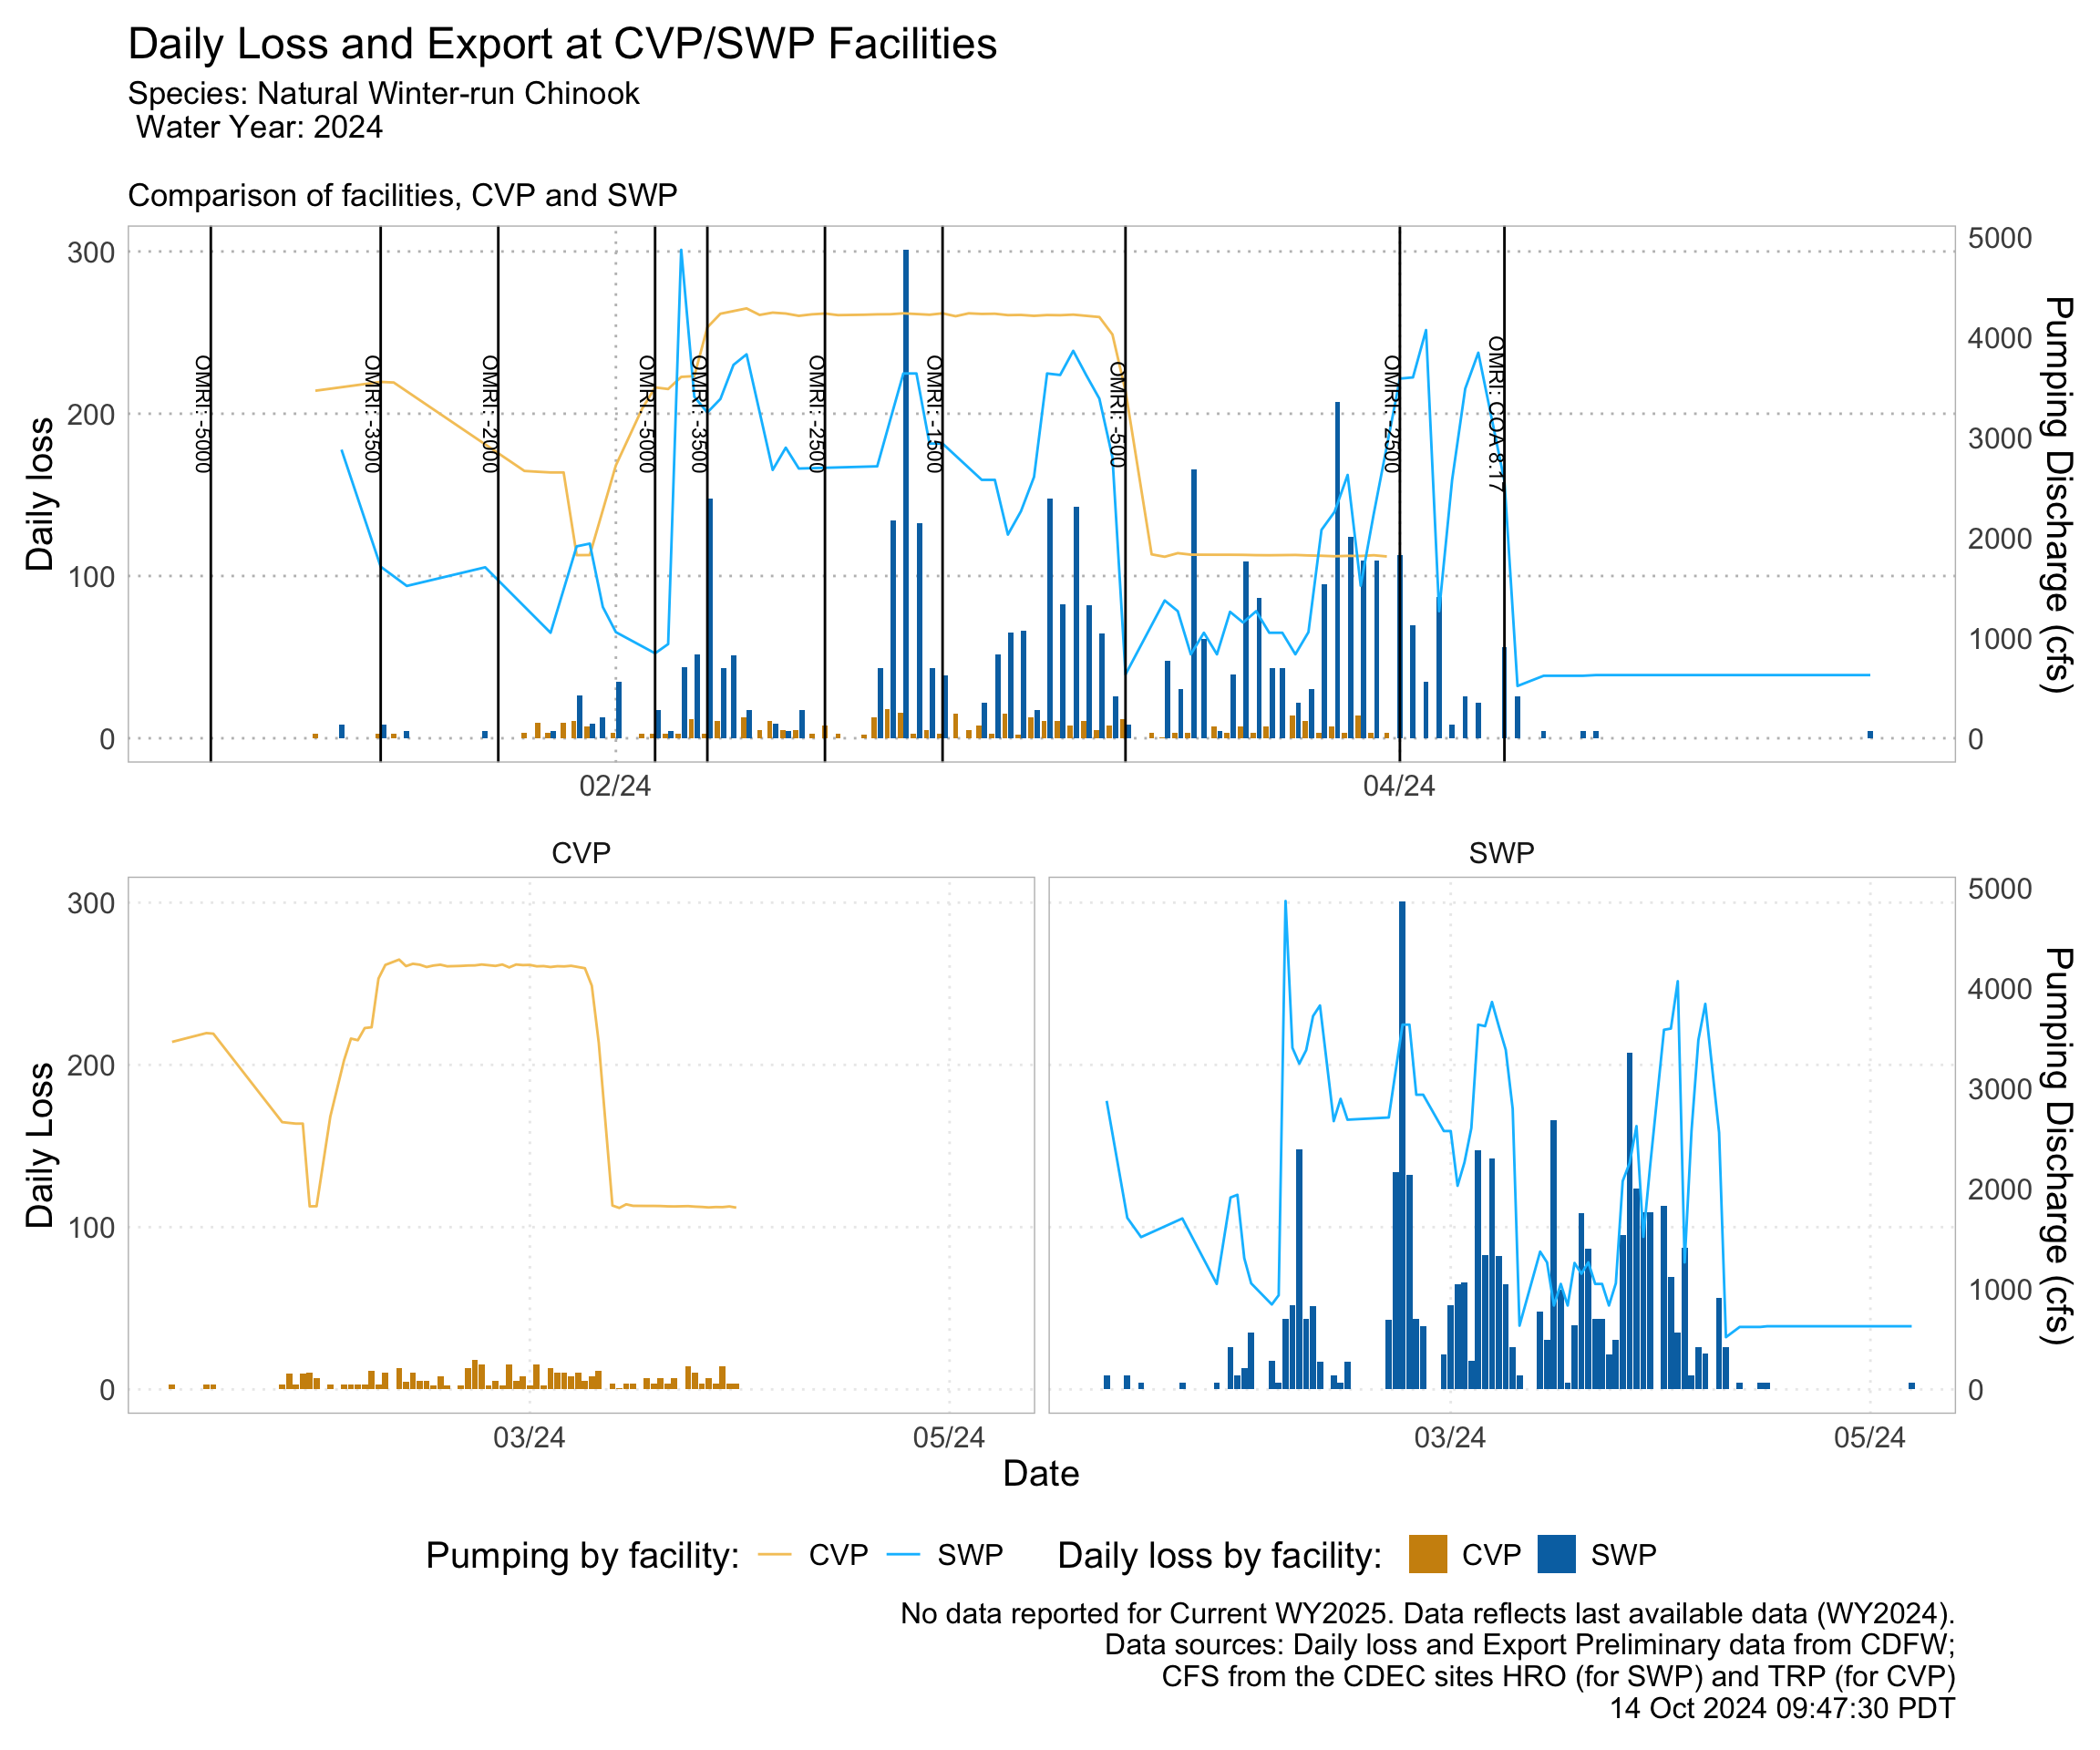 Daily Loss and Export at CVP/SWP Facilities
Species: Natural Winter-run Chinook
Water Year: 2024
Comparison of facilities, CVP and SWP
Daily loss
300
200
100
0
OMRI: -5000
OMRI: -3500
OMRI: -2000
OMRI: -5000
OMRI: -3500
OMRI: -2500
OMRI: -1500
OMRI: -500
OMRI: -2500
OMRI: COA 8.17
5000
4000
3000
2000
1000
0
Pumping Discharge (cfs)
02/24
04/24
CVP
SWP
Daily Loss
300
200
100
0
5000
4000
3000
2000
1000
0
Pumping Discharge (cfs)
03/24
05/24
03/24
05/24
Date
Pumping by facility: CVP SWP Daily loss by facility: CVP SWP
No data reported for Current WY2025. Data reflects last available data (WY2024).
Data sources: Daily loss and Export Preliminary data from CDFW;
CFS from the CDEC sites HRO (for SWP) and TRP (for CVP)
14 Oct 2024 09:47:30 PDT